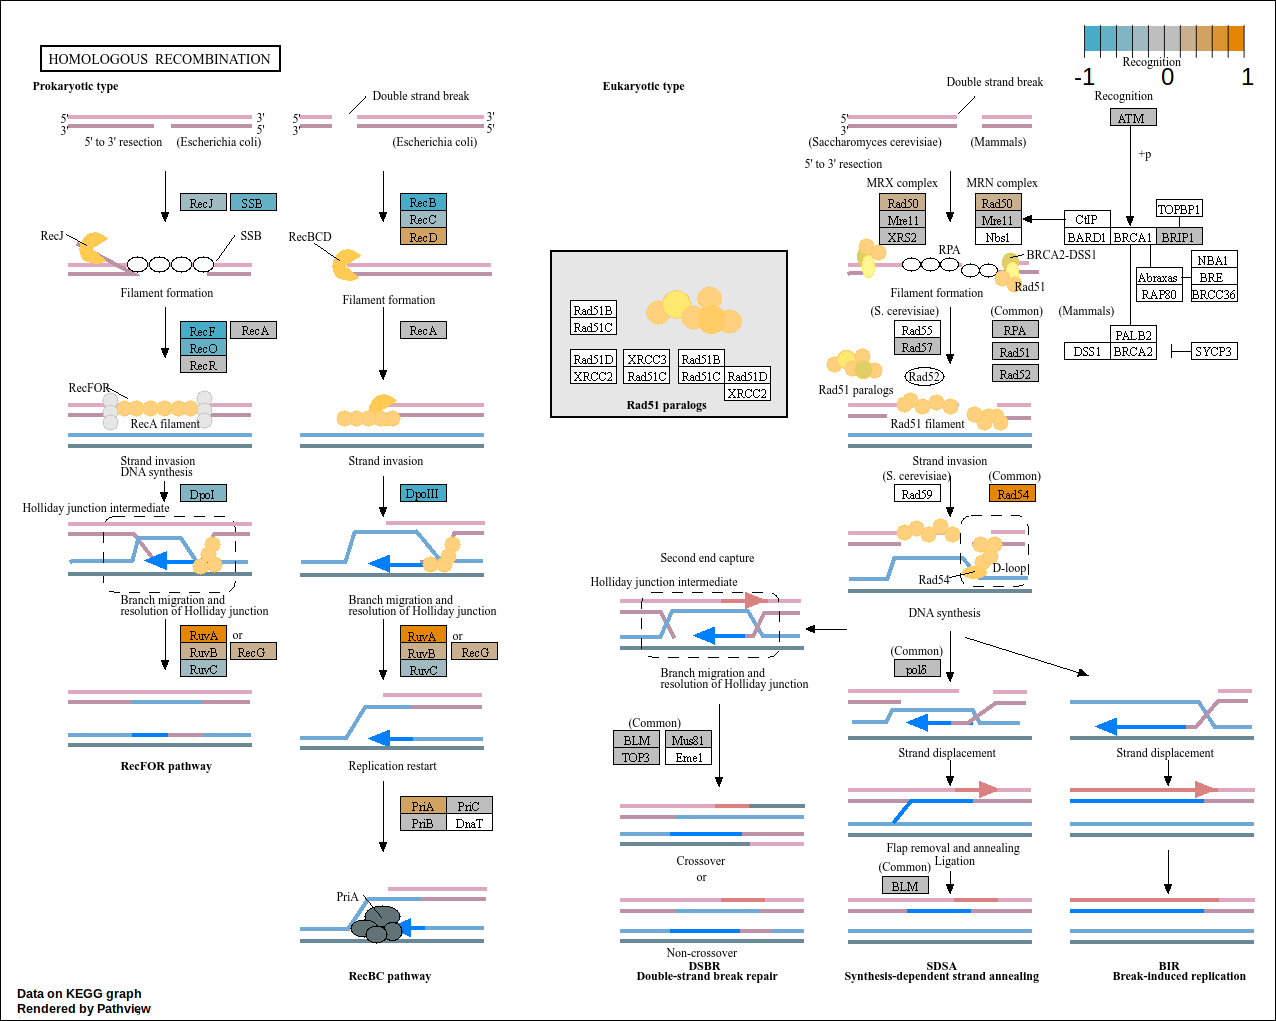 HOMOLOGOUS RECOMBINATION
Recognition
-1
0
1
Prokaryotic type
Double strand break
5'
3'
3'
5'
5' to 3' resection
(Escherichia coli)
5'
3'
3'
5'
(Escherichia coli)
RecJ
SSB
RecB
RecC
RecD
RecJ
SSB
RecBCD
Filament formation
Filament formation
RecF
RecA
RecO
RecR
RecA
RecFOR
RecA filament
Strand invasion
DNA synthesis
Strand invasion
DpoI
DpoIII
Holliday junction intermediate
Branch migration and
resolution of Holliday junction
Branch migration and
resolution of Holliday junction
RuvA
or
RuvB
RecG
RuvC
RuvA
or
RuvB
RecG
RuvC
RecFOR pathway
Replication restart
PriA
PriC
PriB
DnaT
PriA
RecBC pathway
Eukaryotic type
Double strand break
Recognition
ATM
+p
5'
3'
(Saccharomyces cerevisiae)
(Mammals)
5' to 3' resection
MRX complex
MRN complex
Rad50
Mre11
XRS2
Rad50
Mre11
Nbs1
CtIP
TOPBP1
BARD1
BRCA1
BRIP1
RPA
BRCA2-DSS1
Rad51
NBA1
Abraxas
BRE
RAP80
BRCC36
Filament formation
(S. cerevisiae)
(Common)
(Mammals)
Rad55
Rad57
RPA
Rad51
Rad52
Rad52
PALB2
DSS1
BRCA2
SYCP3
Rad51 paralogs
Rad51 filament
Rad51B
Rad51C
Rad51D
XRCC2
XRCC3
Rad51C
Rad51B
Rad51C
Rad51D
XRCC2
Rad51 paralogs
Strand invasion
(S. cerevisiae)
(Common)
Rad59
Rad54
Rad54
D-loop
Second end capture
Holliday junction intermediate
DNA synthesis
Branch migration and
resolution of Holliday junction
(Common)
polδ
(Common)
BLM
TOP3
Mus81
Eme1
Strand displacement
Strand displacement
Crossover
or
Flap removal and annealing
Ligation
(Common)
BLM
Non-crossover
DSBR
Double-strand break repair
SDSA
Synthesis-dependent strand annealing
BIR
Break-induced replication
Data on KEGG graph
Rendered by Pathview